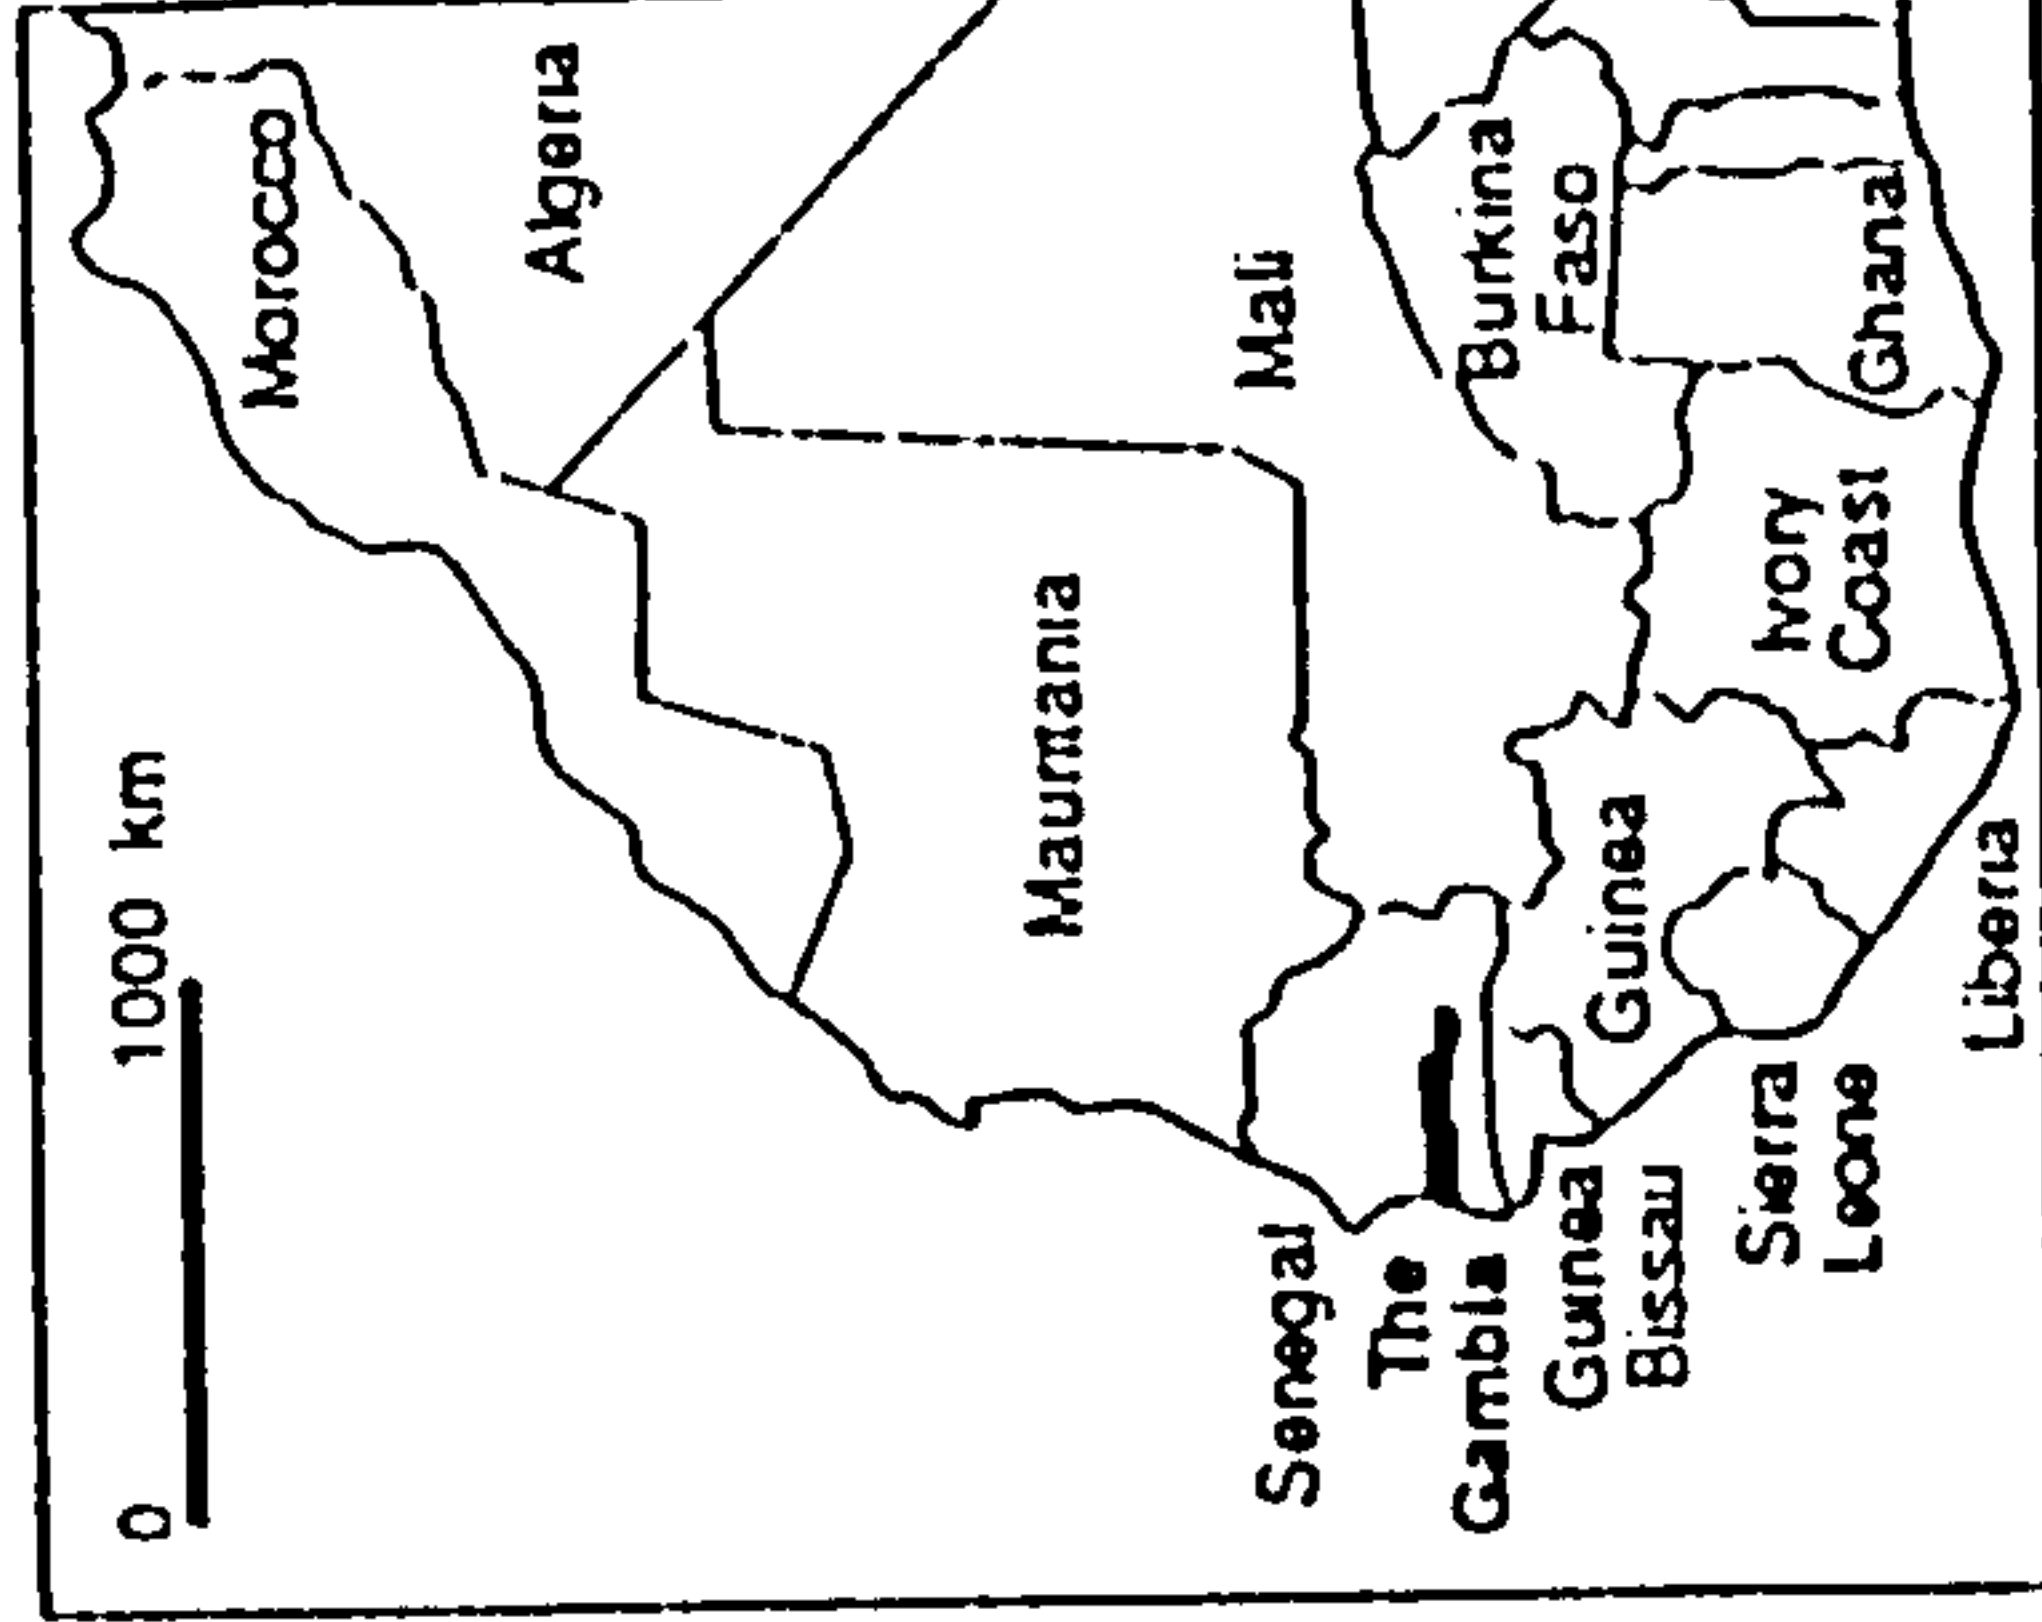 0 1000 km
Morocco
Algeria
Mauritania
Mali
Senegal
The
Gambia
Burkina
Faso
Guinea
Bissau
Guinea
Ivory
Coast
Ghana
Sierra
Leone
Liberia